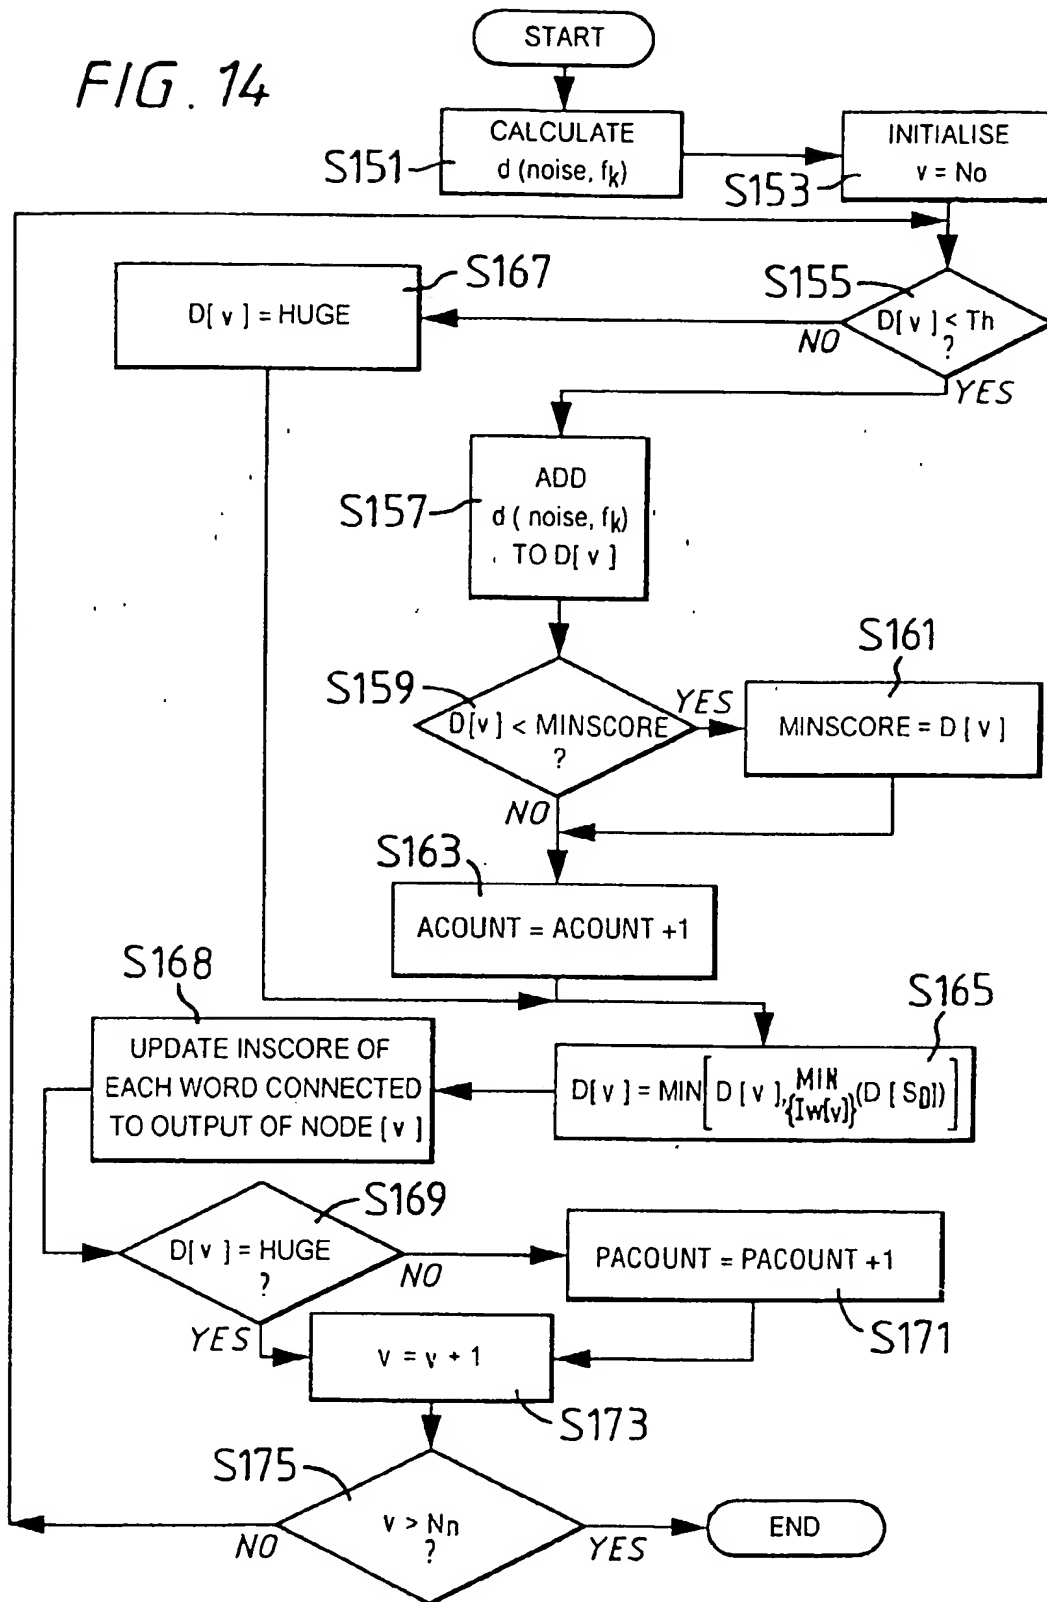 FIG. 14
START
CALCULATE
d (noise, fk)
S151
INITIALISE
v = No
S153
S167
D[ v ] = HUGE
S155
D[ v ] < Th
?
NO
YES
ADD
d ( noise, fk)
TO D[ v ]
S157
S159
D[v] < MINSCORE
?
YES
NO
S161
MINSCORE = D [ v ]
S163
ACOUNT = ACOUNT +1
S168
UPDATE INSCORE OF
EACH WORD CONNECTED
TO OUTPUT OF NODE [ v ]
S165
D[ v ] = MIN [ D [ v ], MIN (D [ SD]) ]
{Iw[v]}
S169
D[ v ] = HUGE
?
NO
YES
PACOUNT = PACOUNT +1
S171
v = v + 1
S173
S175
v > Nn
?
NO
YES
END